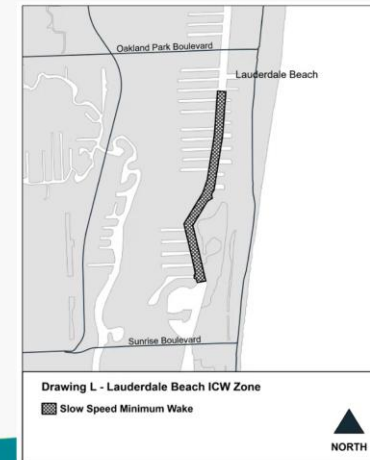 Oakland Park Boulevard
Lauderdale Beach
Sunrise Boulevard
Drawing L - Lauderdale Beach ICW Zone
Slow Speed Minimum Wake
NORTH